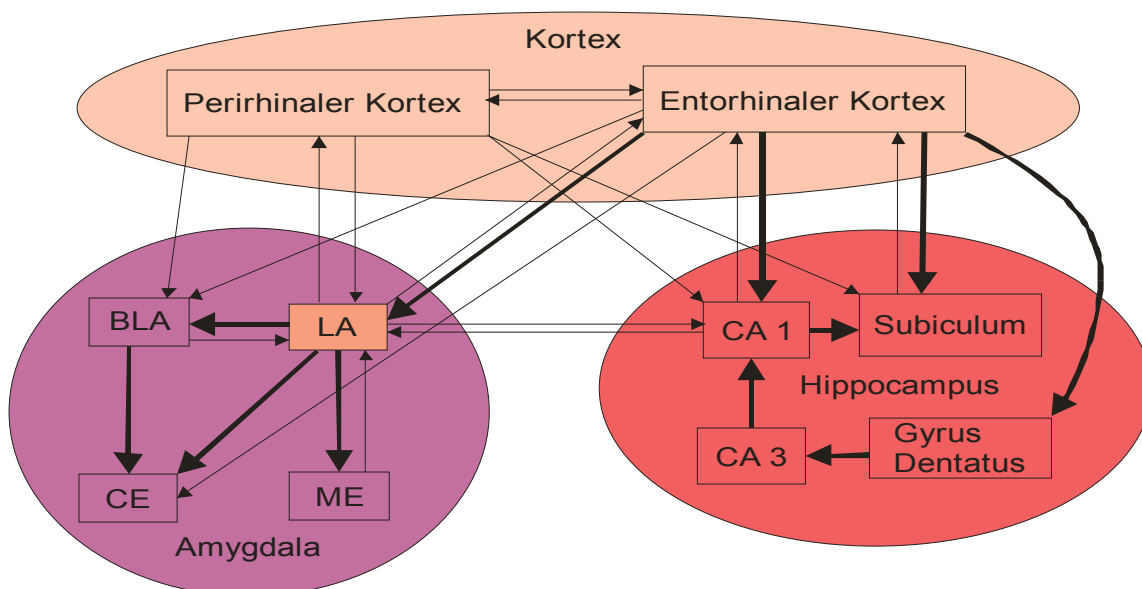 Kortex
Perirhinaler Kortex
Entorhinaler Kortex
BLA
LA
CA 1
Subiculum
Hippocampus
CA 3
Gyrus
Dentatus
CE
ME
Amygdala